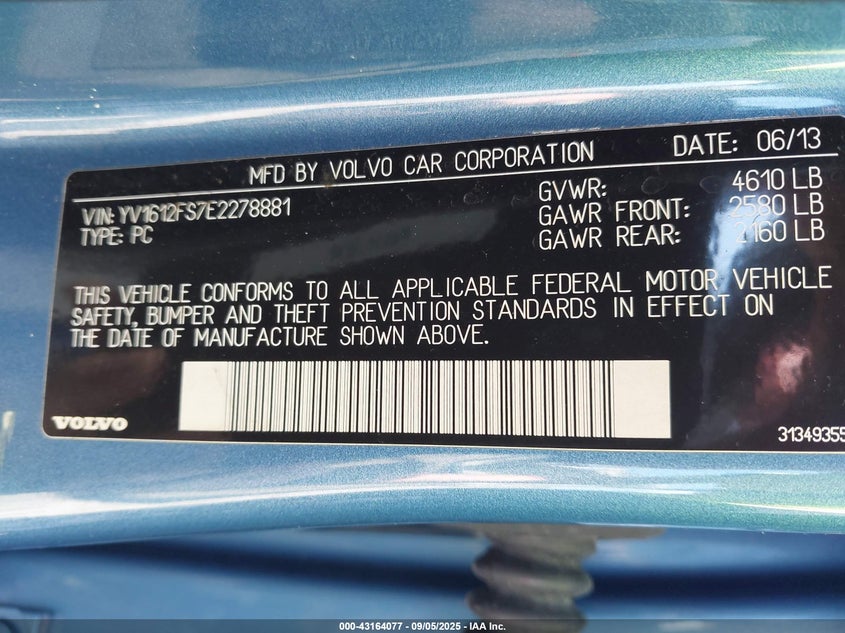 MFD BY VOLVO CAR CORPORATION DATE: 06/13
VIN: YV1612FS7E2278881
TYPE: PC
GVWR: 4610 LB
GAWR FRONT: 2580 LB
GAWR REAR: 2160 LB
THIS VEHICLE CONFORMS TO ALL APPLICABLE FEDERAL MOTOR VEHICLE
SAFETY, BUMPER AND THEFT PREVENTION STANDARDS IN EFFECT ON
THE DATE OF MANUFACTURE SHOWN ABOVE.
VOLVO
31349355
000-43164077 - 09/05/2025 - IAA Inc.